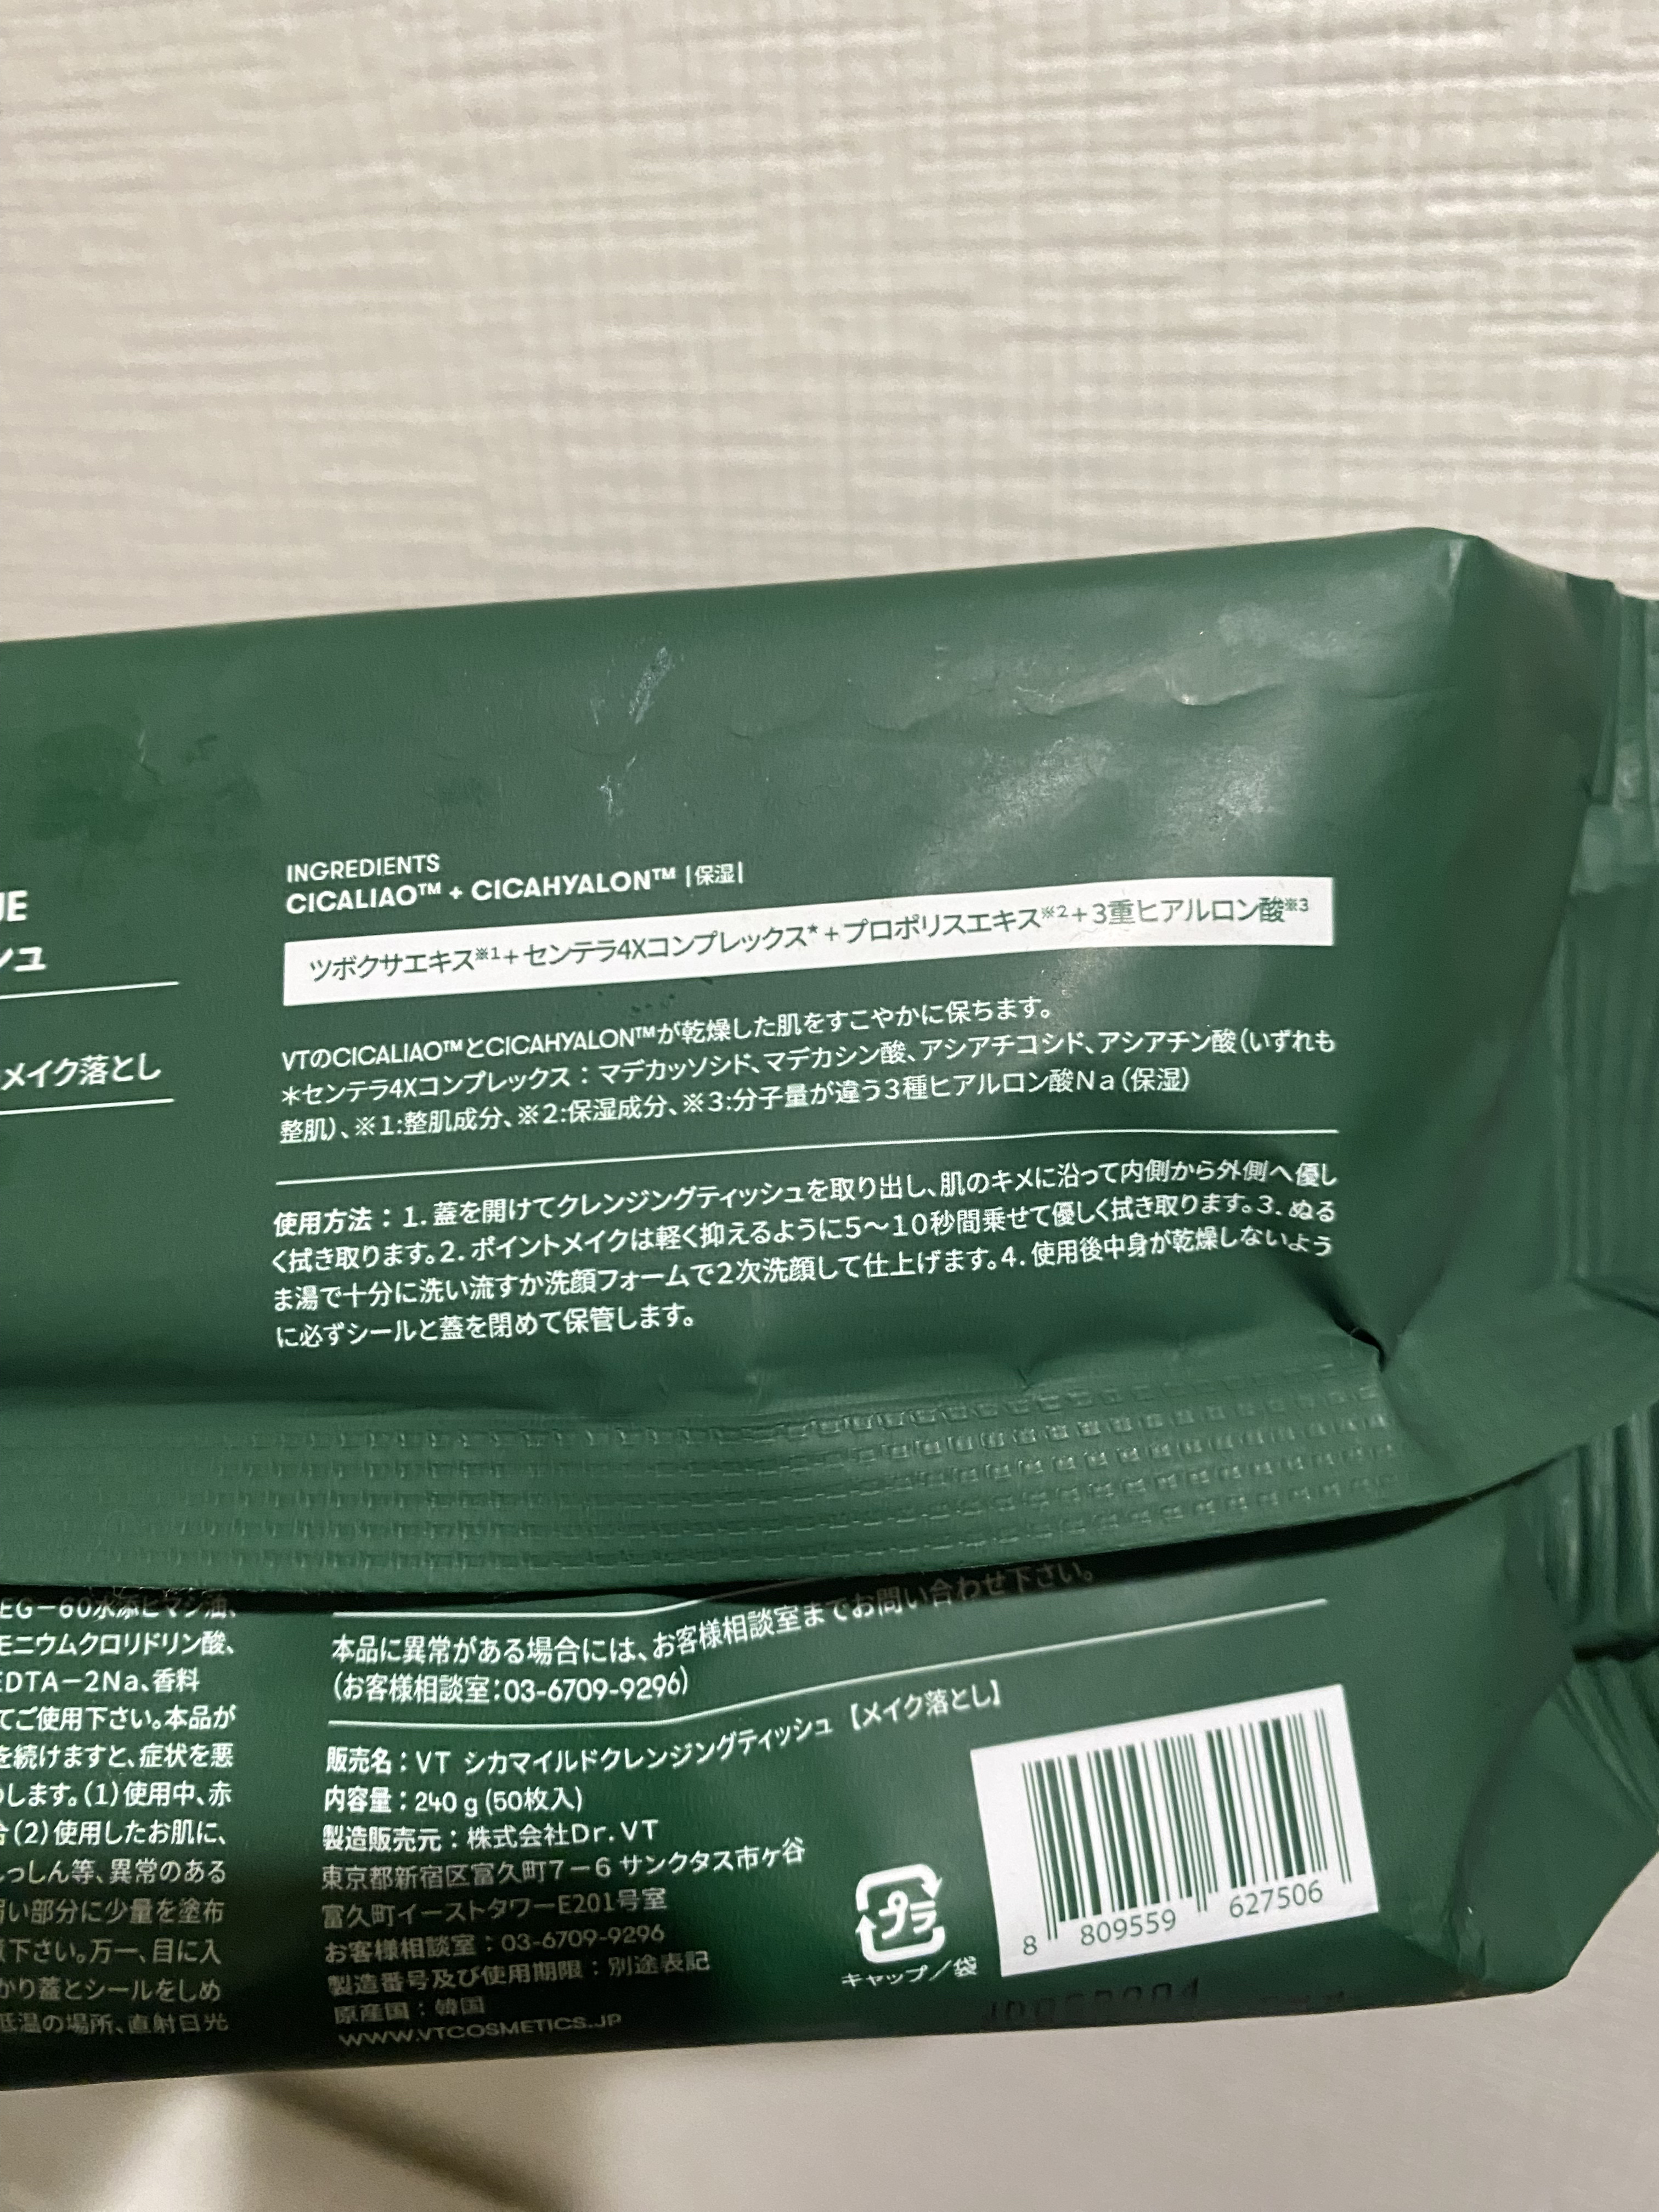 UE
シュ
メイク落とし
INGREDIENTS
CICALIAO™ + CICAHYALON™ |保湿|
ツボクサエキス※1+センテラ4Xコンプレックス*+プロポリスエキス※2+3重ヒアルロン酸※3
VTのCICALIAO™とCICAHYALON™が乾燥した肌をすこやかに保ちます。
*センテラ4Xコンプレックス:マデカッソシド、マデカシン酸、アシアチコシド、アシアチン酸(いずれも
整肌)、※1:整肌成分、※2:保湿成分、※3:分子量が違う3種ヒアルロン酸Na(保湿)
使用方法:1. 蓋を開けてクレンジングティッシュを取り出し、肌のキメに沿って内側から外側へ優し
く拭き取ります。2. ポイントメイクは軽く抑えるように5〜10秒間乗せて優しく拭き取ります。3. ぬる
ま湯で十分に洗い流すか洗顔フォームで2次洗顔して仕上げます。4. 使用後中身が乾燥しないよう
に必ずシールと蓋を閉めて保管します。
EG-60水添ヒマシ油、
モニウムクロリドリン酸、
EDTA-2Na、香料
てご使用下さい。本品が
を続けますと、症状を悪
します。(1)使用中、赤
合(2)使用したお肌に、
っしん等、異常のある
弱い部分に少量を塗布
下さい。万一、目に入
かり蓋とシールをしめ
低温の場所、直射日光
本品に異常がある場合には、お客様相談室までお問い合わせ下さい。
(お客様相談室:03-6709-9296)
販売名:VT シカマイルドクレンジングティッシュ 【メイク落とし】
内容量:240 g (50枚入)
製造販売元:株式会社Dr.VT
東京都新宿区富久町7-6 サンクタス市ヶ谷
富久町イーストタワーE201号室
お客様相談室:03-6709-9296
製造番号及び使用期限:別途表記
原産国:韓国
WWW.VTCOSMETICS.JP
プラ
キャップ/袋
8 809559 627506